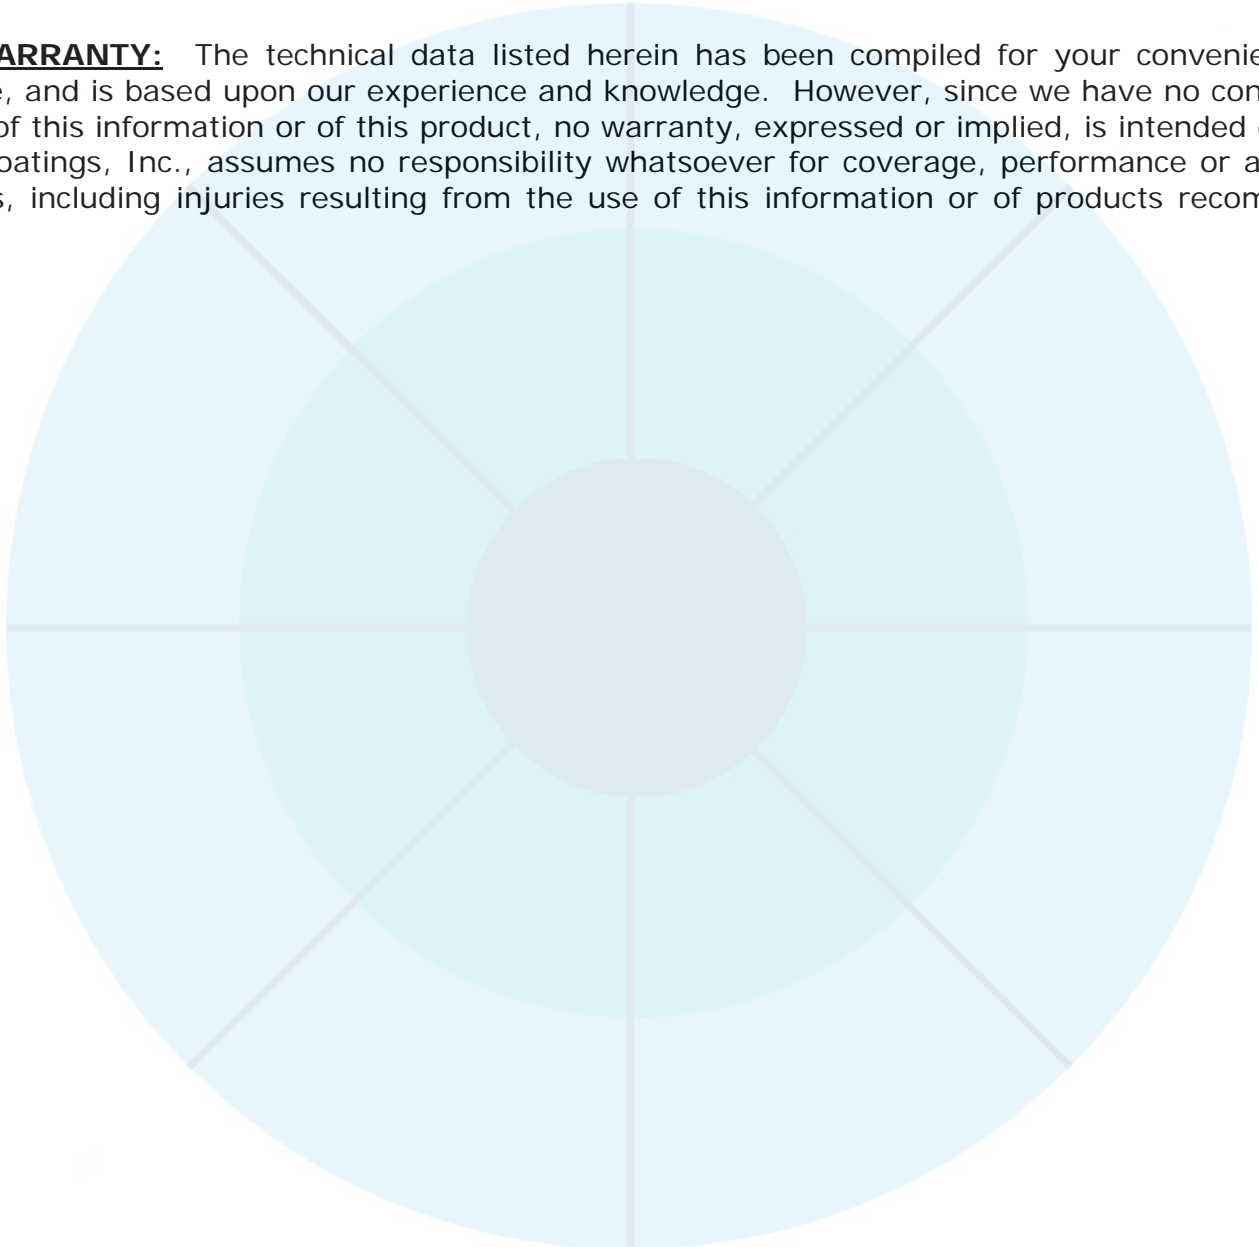 ARRANTY: The technical data listed herein has been compiled for your convenie
, and is based upon our experience and knowledge. However, since we have no con
of this information or of this product, no warranty, expressed or implied, is intended
oatings, Inc., assumes no responsibility whatsoever for coverage, performance or a
s, including injuries resulting from the use of this information or of products recom